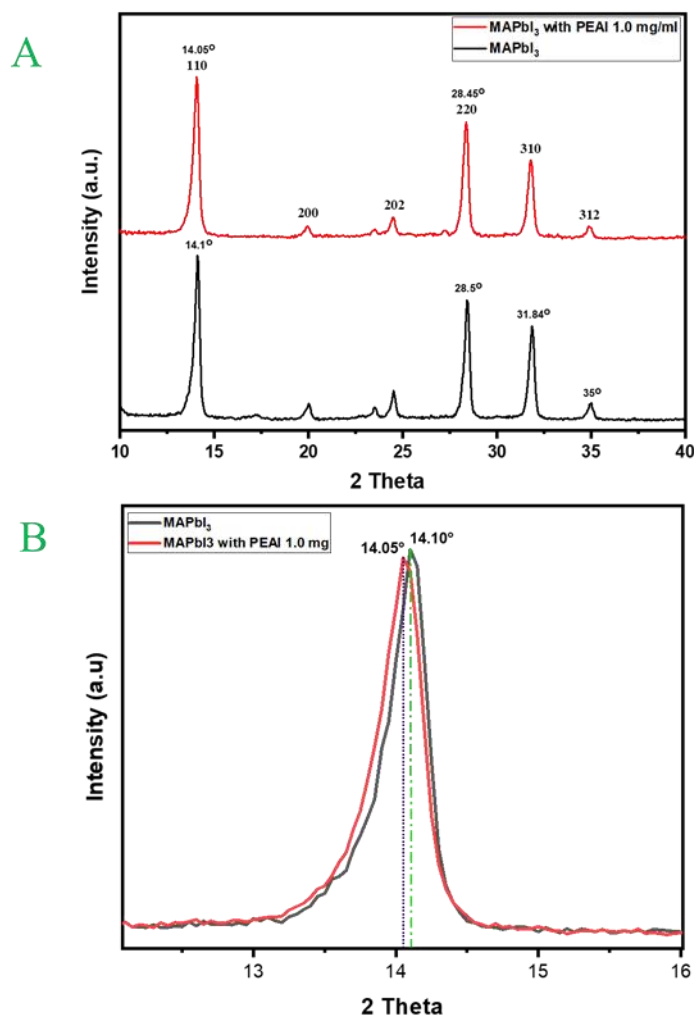 A
MAPbI₃ with PEAI 1.0 mg/ml
MAPbI₃
14.05°
110
28.45°
220
310
200
202
312
14.1°
28.5°
31.84°
35°
Intensity (a.u.)
10 15 20 25 30 35 40
2 Theta
B
MAPbI₃
MAPbI3 with PEAI 1.0 mg
14.05° 14.10°
Intensity (a.u)
13 14 15 16
2 Theta